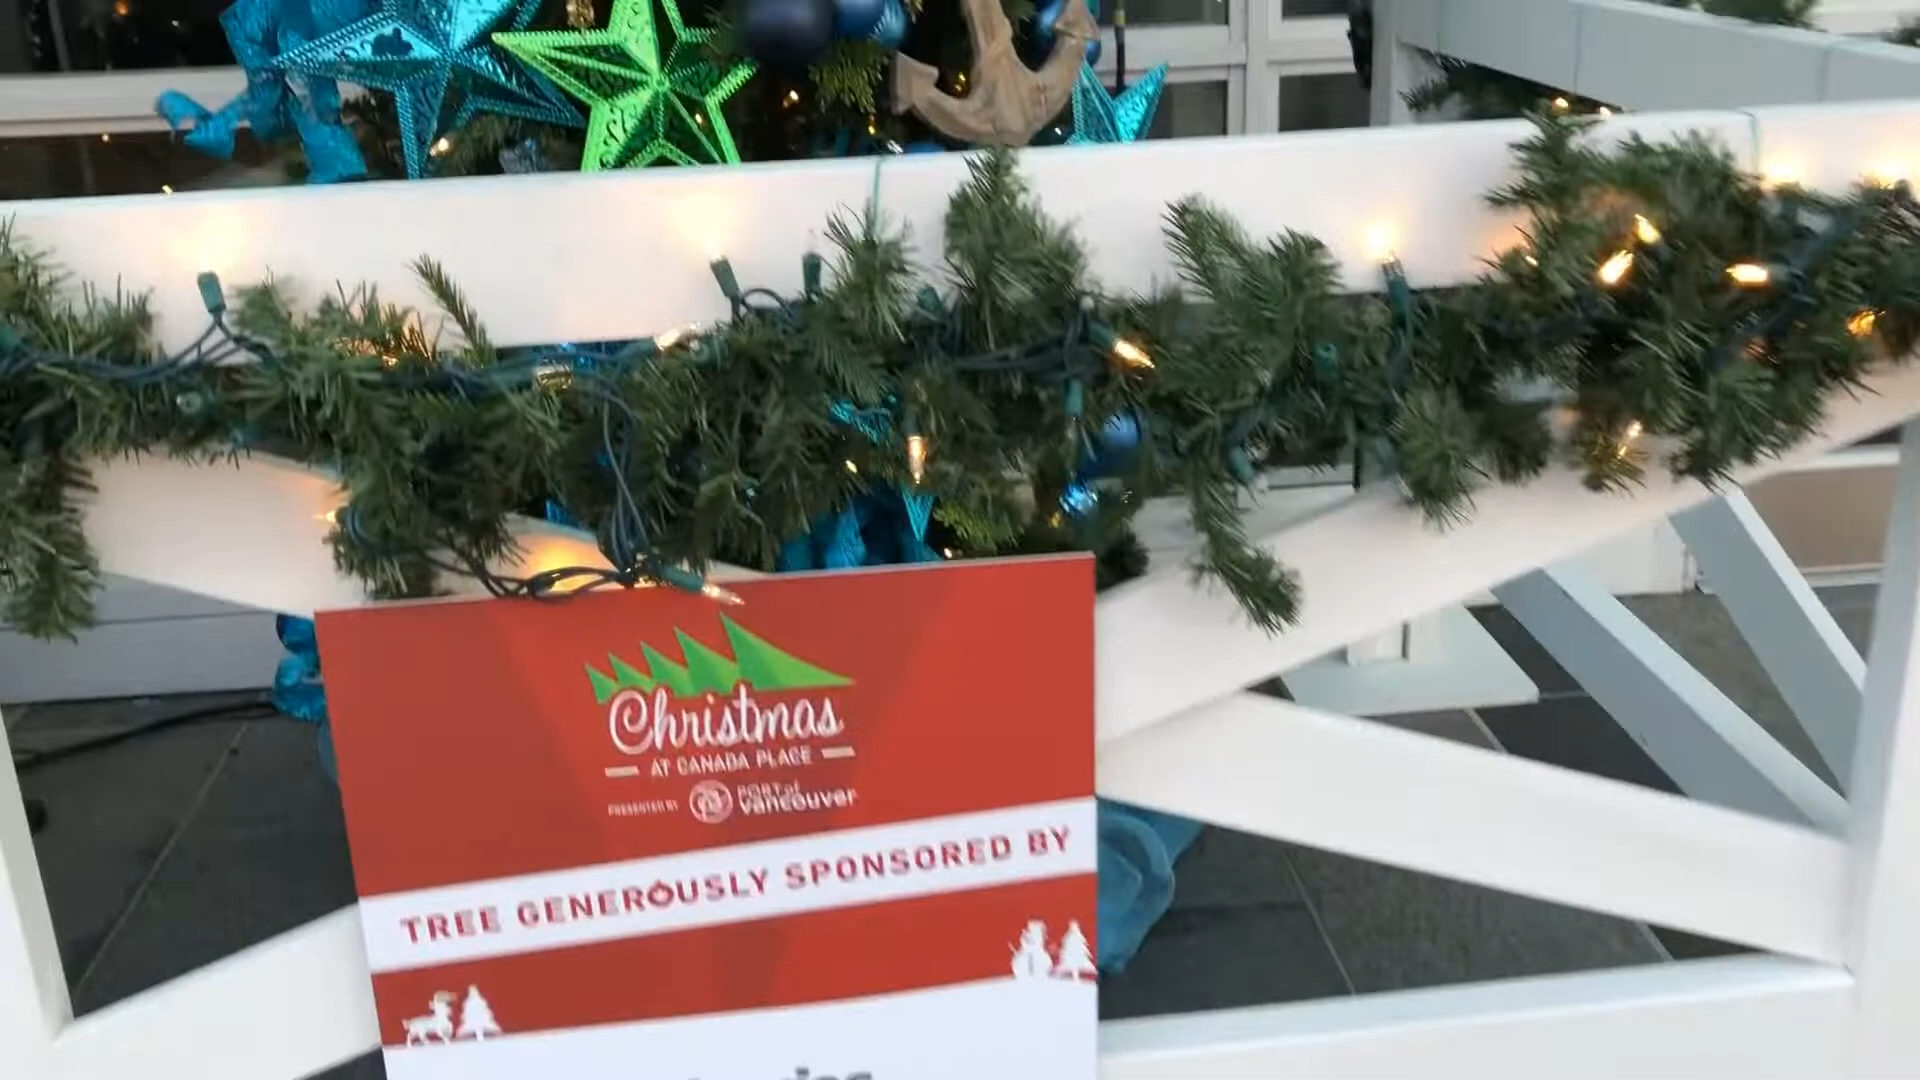 Christmas
AT CANADA PLACE
PRESENTED BY PORT of vancouver
TREE GENEROUSLY SPONSORED BY